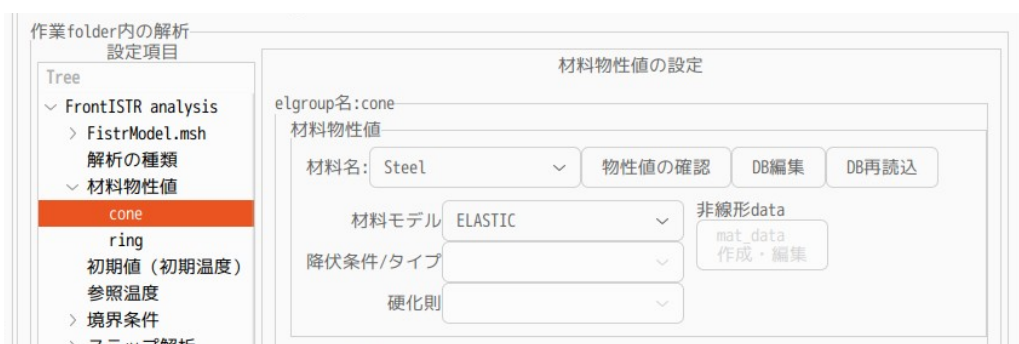 作業folder内の解析
設定項目
Tree
FrontISTR analysis
FistrModel.msh
解析の種類
材料物性値
cone
ring
初期値（初期温度）
参照温度
境界条件
ステップ解析
材料物性値の設定
elgroup名:cone
材料物性値
材料名: Steel 物性値の確認 DB編集 DB再読込
材料モデル ELASTIC
非線形data
mat_data
作成・編集
降伏条件/タイプ
硬化則